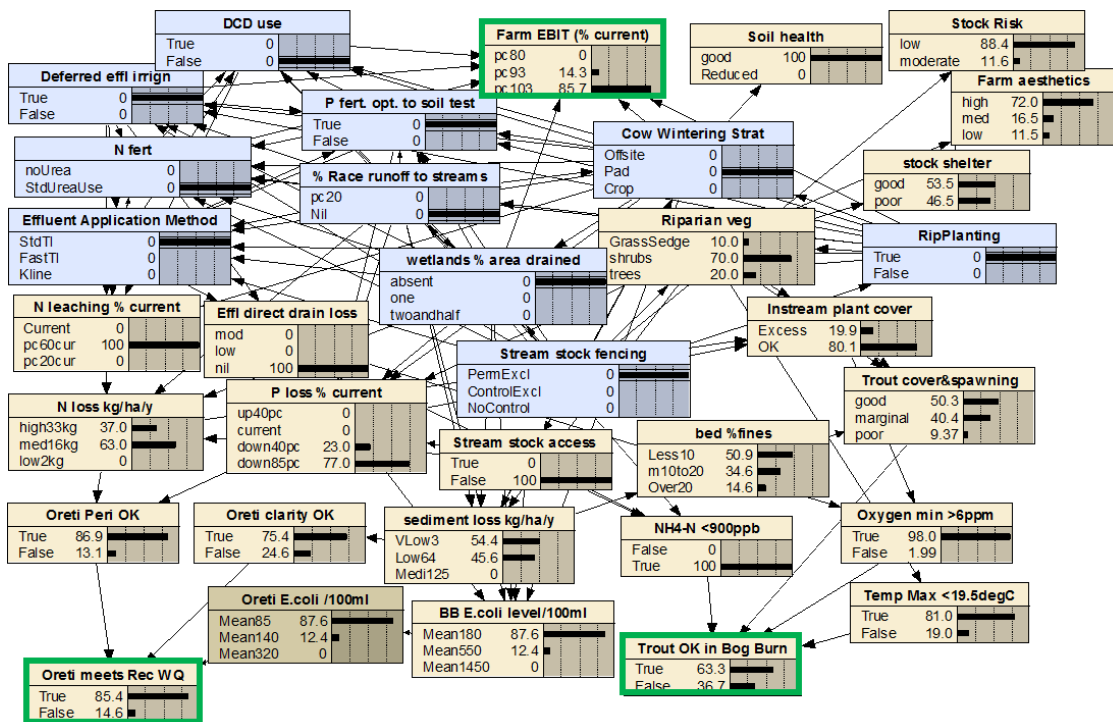 DCD use
True 0
False 0
Farm EBIT (% current)
pc80 0
pc93 14.3
pc103 85.7
Soil health
good 100
Reduced 0
Stock Risk
low 88.4
moderate 11.6
Deferred effl irrign
True 0
False 0
P fert. opt. to soil test
True 0
False 0
Farm aesthetics
high 72.0
med 16.5
low 11.5
N fert
noUrea 0
StdUreaUse 0
% Race runoff to streams
pc20 0
Nil 0
Cow Wintering Strat
Offsite 0
Pad 0
Crop 0
stock shelter
good 53.5
poor 46.5
Effluent Application Method
StdTI 0
FastTI 0
Kline 0
Riparian veg
GrassSedge 10.0
shrubs 70.0
trees 20.0
RipPlanting
True 0
False 0
wetlands % area drained
absent 0
one 0
twoandhalf 0
N leaching % current
Current 0
pc60cur 100
pc20cur 0
Effl direct drain loss
mod 0
low 0
nil 100
Instream plant cover
Excess 19.9
OK 80.1
Stream stock fencing
PermExcl 0
ControlExcl 0
NoControl 0
Trout cover&spawning
good 50.3
marginal 40.4
poor 9.37
N loss kg/ha/y
high33kg 37.0
med16kg 63.0
low2kg 0
P loss % current
up40pc 0
current 0
down40pc 23.0
down85pc 77.0
Stream stock access
True 0
False 100
bed %fines
Less10 50.9
m10to20 34.6
Over20 14.6
Oreti Peri OK
True 86.9
False 13.1
Oreti clarity OK
True 75.4
False 24.6
sediment loss kg/ha/y
VLow3 54.4
Low64 45.6
Medi125 0
NH4-N <900ppb
False 0
True 100
Oxygen min >6ppm
True 98.0
False 1.99
Oreti E.coli /100ml
Mean85 87.6
Mean140 12.4
Mean320 0
BB E.coli level/100ml
Mean180 87.6
Mean550 12.4
Mean1450 0
Temp Max <19.5degC
True 81.0
False 19.0
Oreti meets Rec WQ
True 85.4
False 14.6
Trout OK in Bog Burn
True 63.3
False 36.7